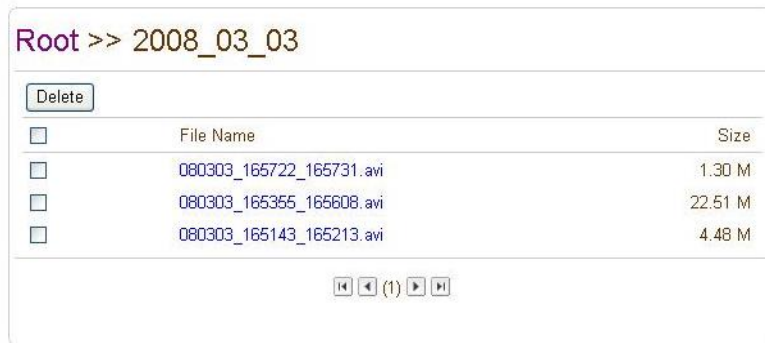 Root >> 2008_03_03
Delete
File Name Size
080303_165722_165731.avi 1.30 M
080303_165355_165608.avi 22.51 M
080303_165143_165213.avi 4.48 M
(1)